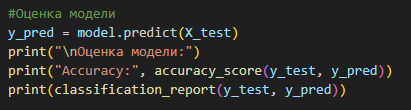 #Оценка модели
y_pred = model.predict(X_test)
print("\nОценка модели:")
print("Accuracy:", accuracy_score(y_test, y_pred))
print(classification_report(y_test, y_pred))